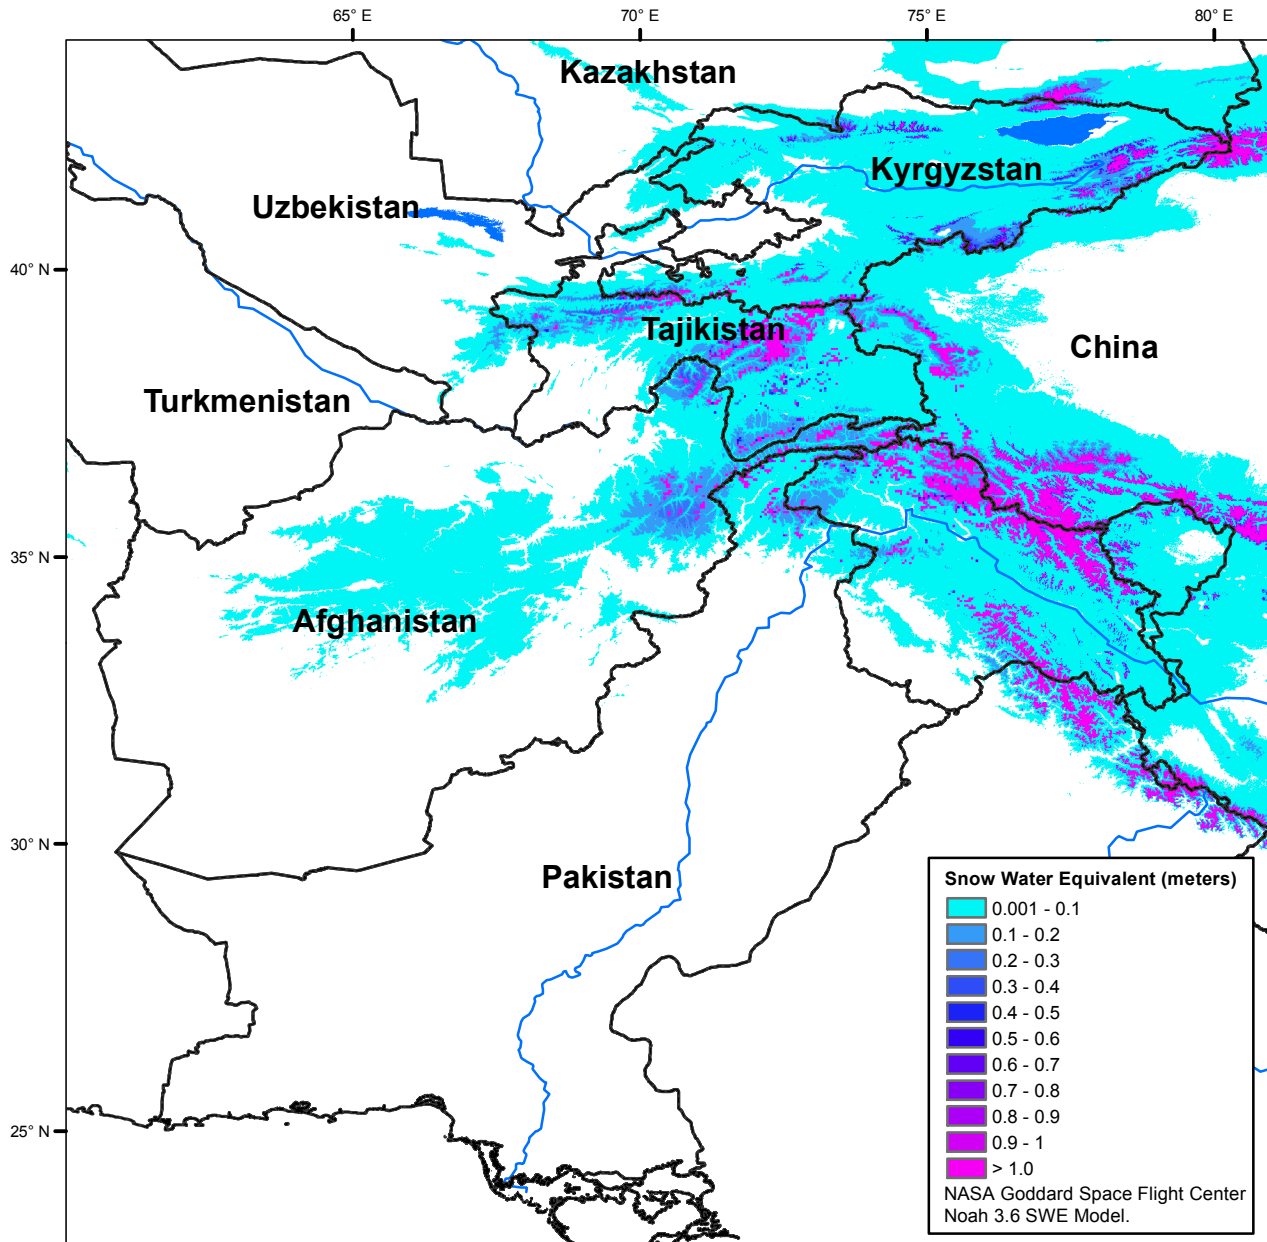 65° E
70° E
75° E
80° E
Kazakhstan
Kyrgyzstan
Uzbekistan
40° N
Tajikistan
China
Turkmenistan
35° N
Afghanistan
30° N
Pakistan
25° N
Snow Water Equivalent (meters)
0.001 - 0.1
0.1 - 0.2
0.2 - 0.3
0.3 - 0.4
0.4 - 0.5
0.5 - 0.6
0.6 - 0.7
0.7 - 0.8
0.8 - 0.9
0.9 - 1
> 1.0
NASA Goddard Space Flight Center
Noah 3.6 SWE Model.